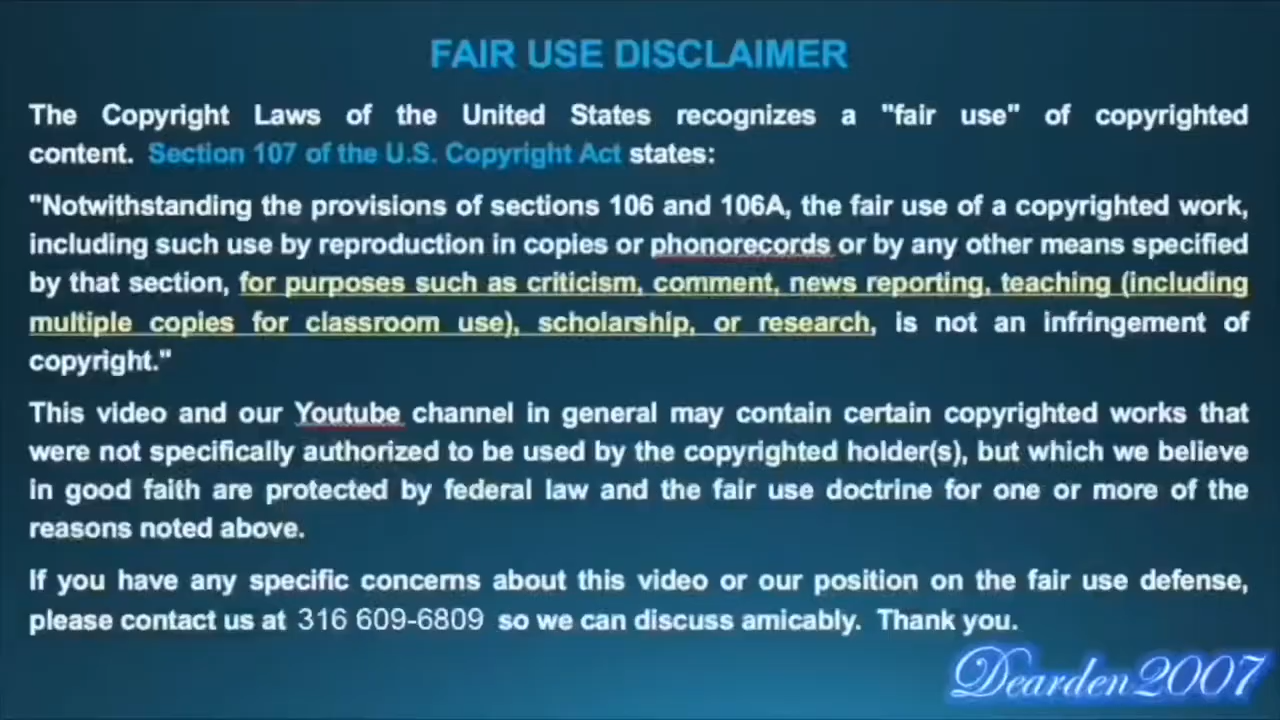 FAIR USE DISCLAIMER
The Copyright Laws of the United States recognizes a "fair use" of copyrighted
content. Section 107 of the U.S. Copyright Act states:
"Notwithstanding the provisions of sections 106 and 106A, the fair use of a copyrighted work,
including such use by reproduction in copies or phonorecords or by any other means specified
by that section, for purposes such as criticism, comment, news reporting, teaching (including
multiple copies for classroom use), scholarship, or research, is not an infringement of
copyright."
This video and our Youtube channel in general may contain certain copyrighted works that
were not specifically authorized to be used by the copyrighted holder(s), but which we believe
in good faith are protected by federal law and the fair use doctrine for one or more of the
reasons noted above.
If you have any specific concerns about this video or our position on the fair use defense,
please contact us at 316 609-6809 so we can discuss amicably. Thank you.
Dearden2007